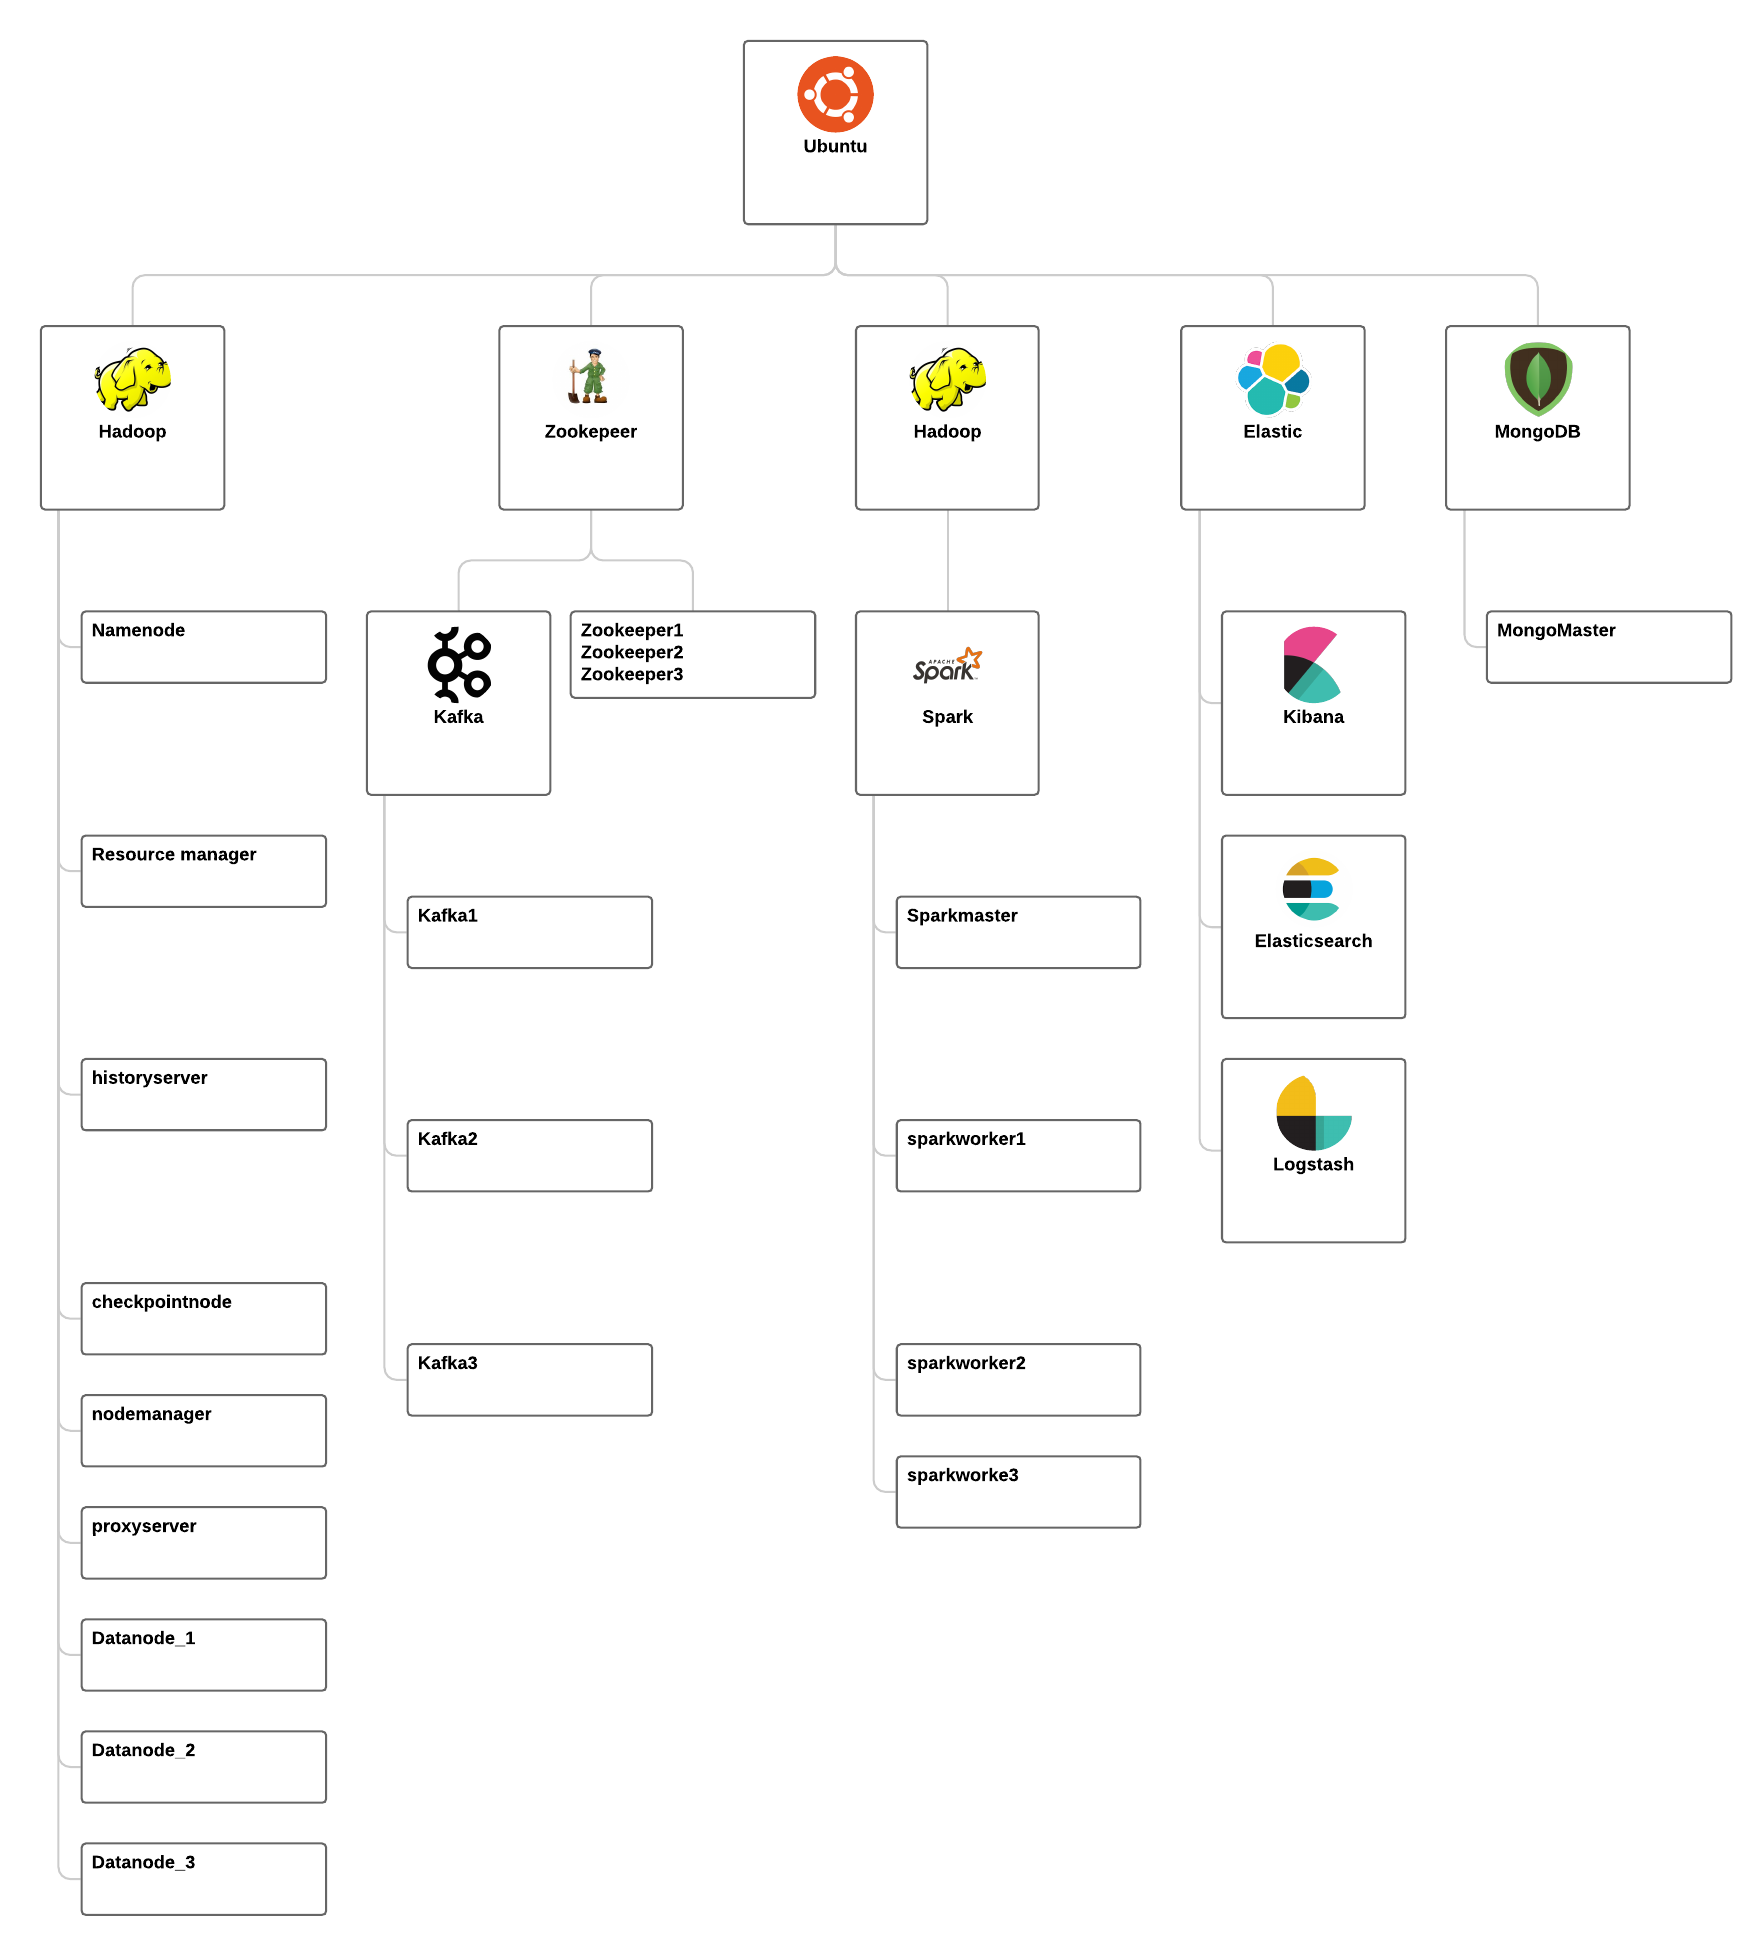 Ubuntu
Hadoop
Zookepeer
Hadoop
Elastic
MongoDB
Namenode
Resource manager
historyserver
checkpointnode
nodemanager
proxyserver
Datanode_1
Datanode_2
Datanode_3
Kafka
Zookeeper1
Zookeeper2
Zookeeper3
Kafka1
Kafka2
Kafka3
APACHE
Spark
Spark
Sparkmaster
sparkworker1
sparkworker2
sparkworke3
Kibana
Elasticsearch
Logstash
MongoMaster